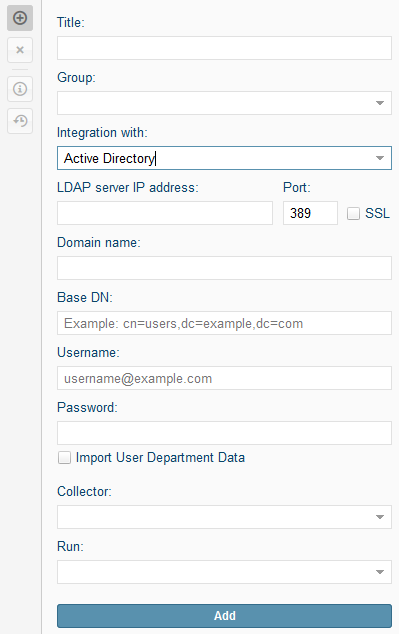 Title:
Group:
Integration with:
Active Directory
LDAP server IP address: Port:
389 SSL
Domain name:
Base DN:
Example: cn=users,dc=example,dc=com
Username:
username@example.com
Password:
Import User Department Data
Collector:
Run:
Add